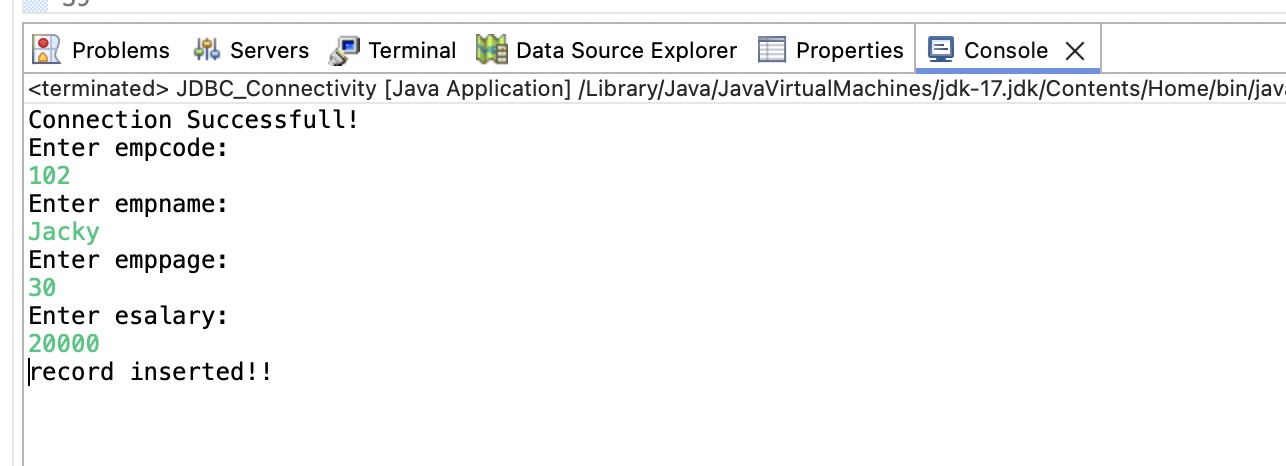 Problems Servers Terminal Data Source Explorer Properties Console
<terminated> JDBC_Connectivity [Java Application] /Library/Java/JavaVirtualMachines/jdk-17.jdk/Contents/Home/bin/jav
Connection Successfull!
Enter empcode:
102
Enter empname:
Jacky
Enter emppage:
30
Enter esalary:
20000
record inserted!!